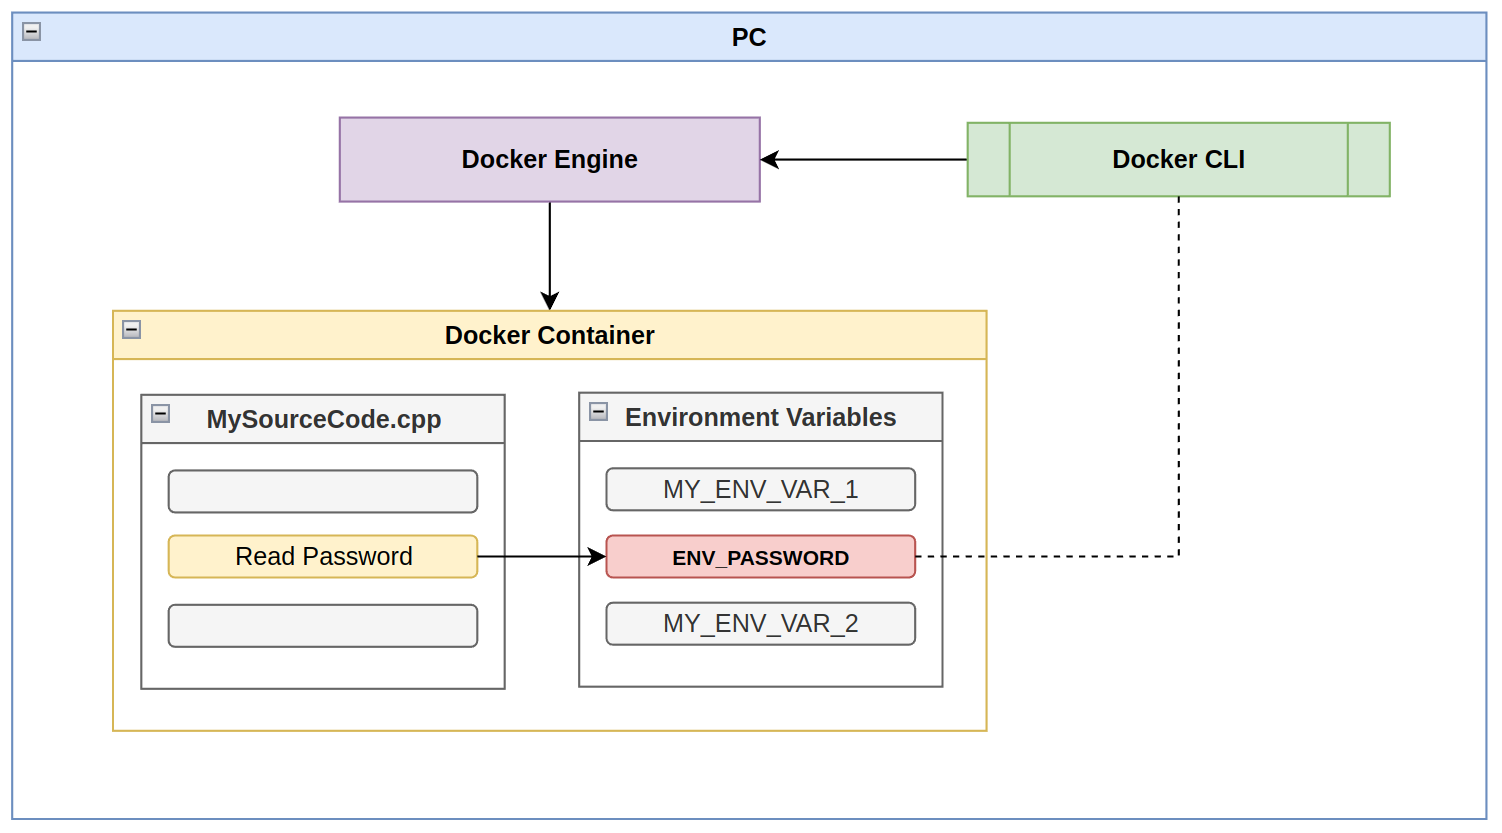 PC
Docker Engine
Docker CLI
Docker Container
MySourceCode.cpp
Environment Variables
MY_ENV_VAR_1
Read Password
ENV_PASSWORD
MY_ENV_VAR_2